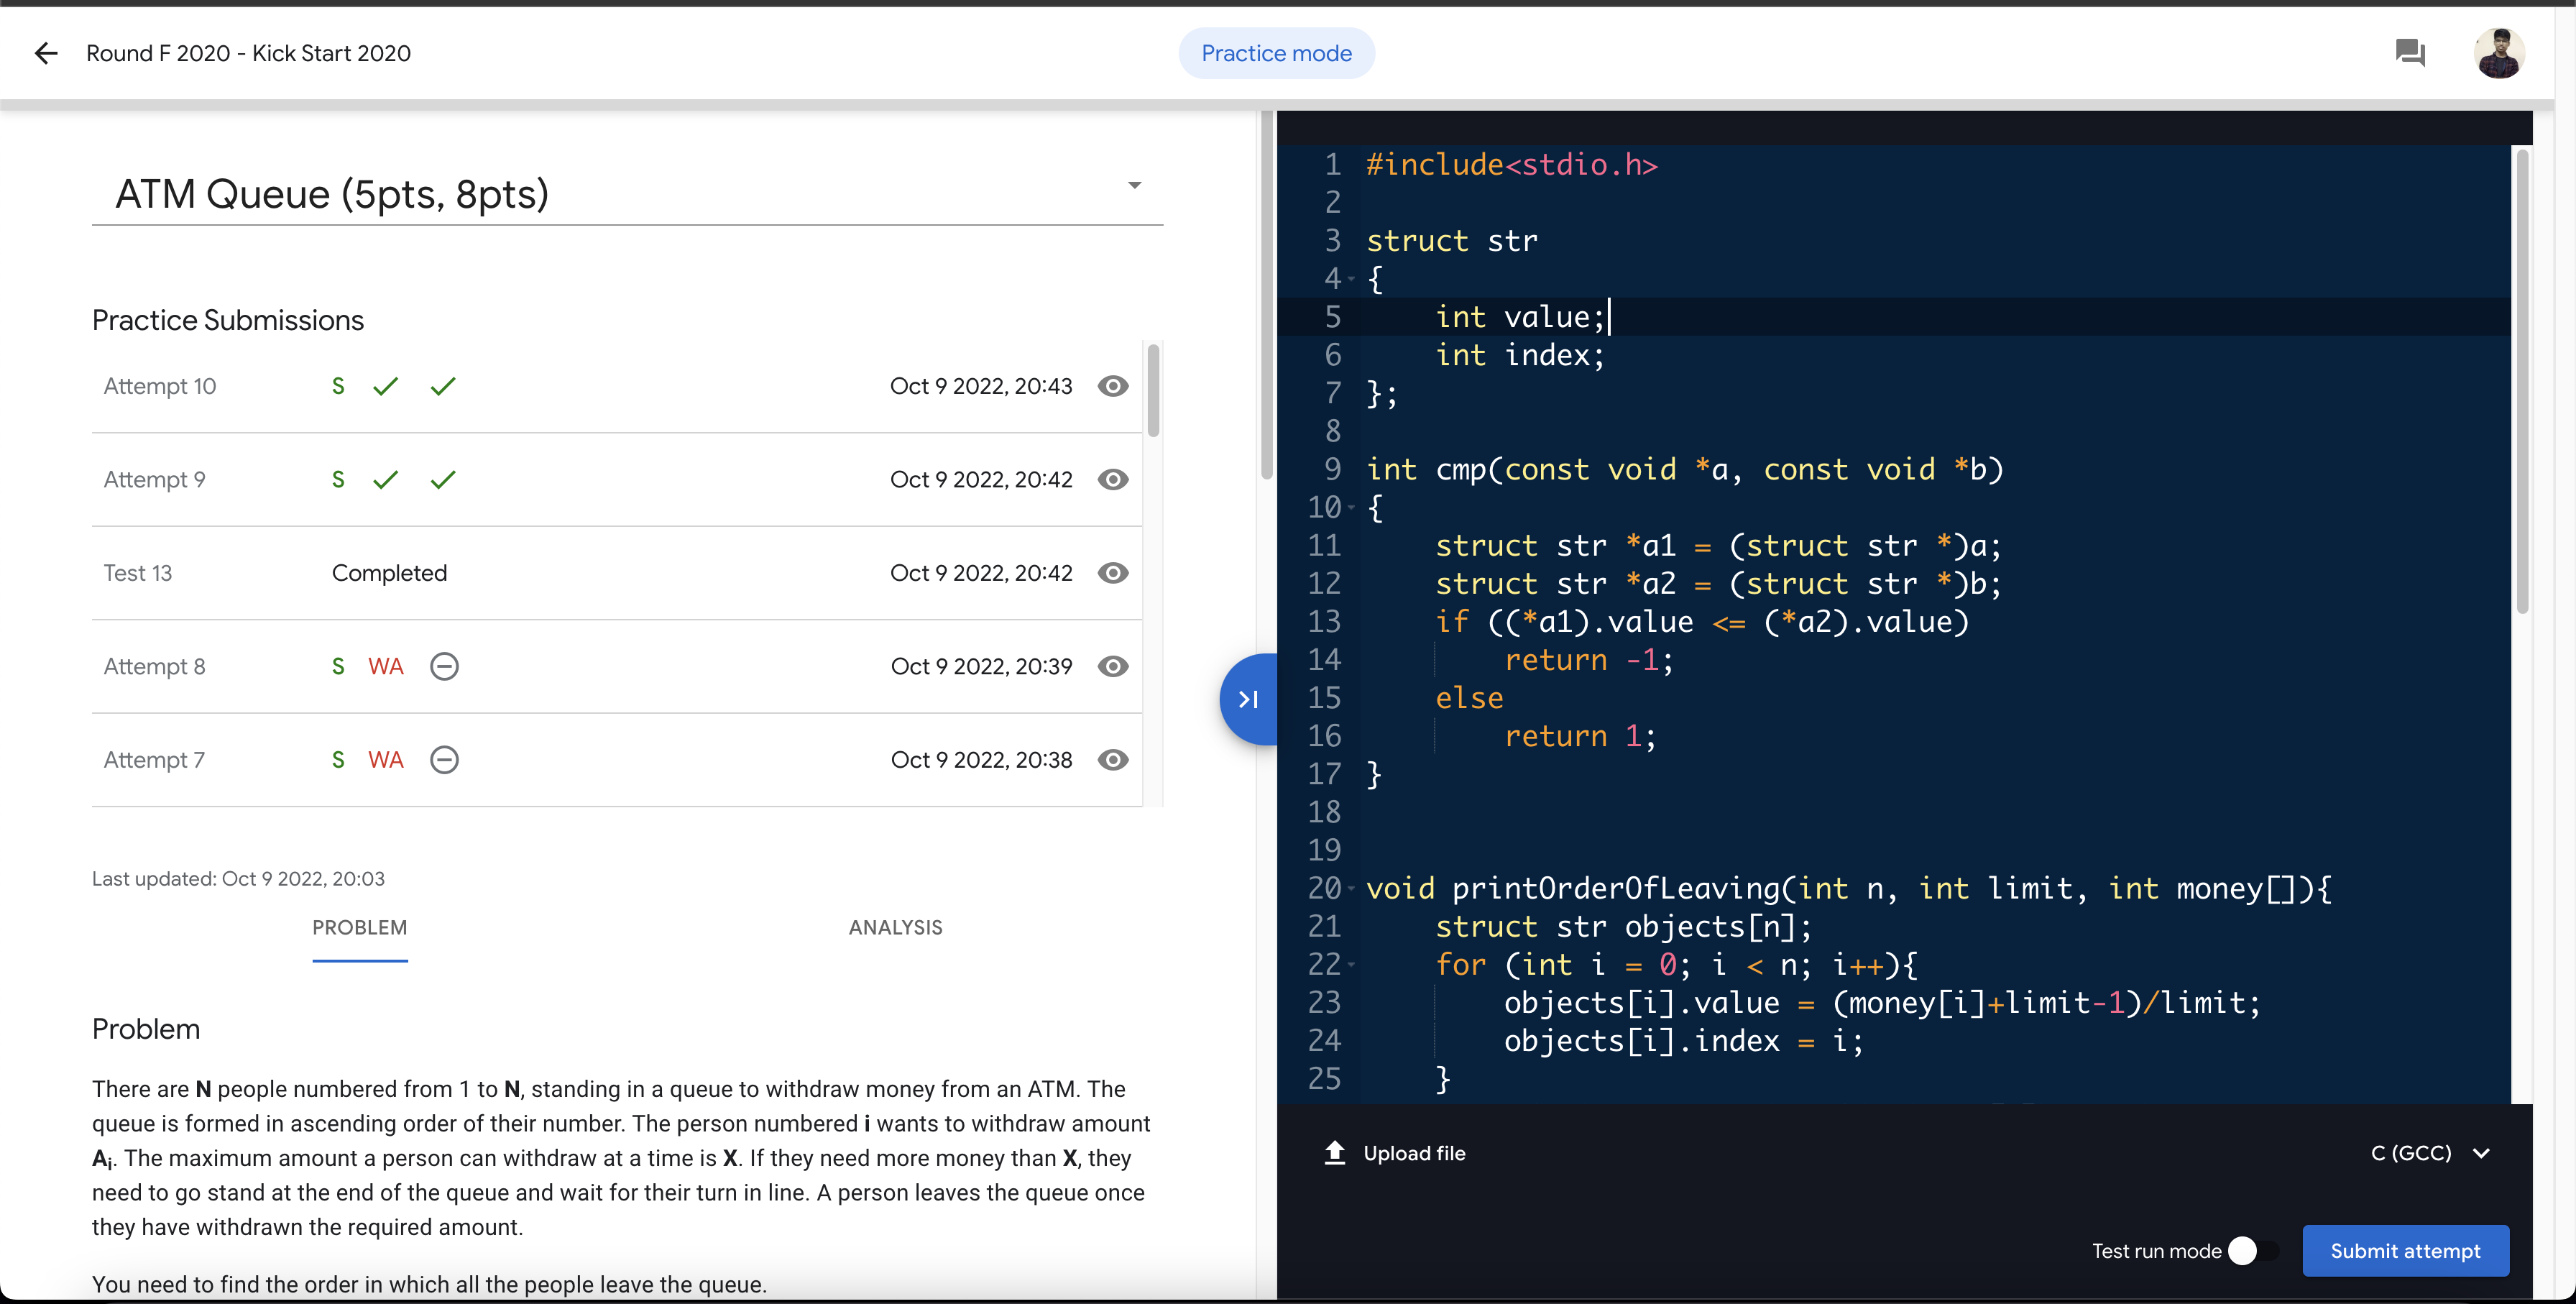 Round F 2020 - Kick Start 2020
Practice mode
ATM Queue (5pts, 8pts)
Practice Submissions
Attempt 10 S Oct 9 2022, 20:43
Attempt 9 S Oct 9 2022, 20:42
Test 13 Completed Oct 9 2022, 20:42
Attempt 8 S WA Oct 9 2022, 20:39
Attempt 7 S WA Oct 9 2022, 20:38
Last updated: Oct 9 2022, 20:03
PROBLEM ANALYSIS
Problem
There are N people numbered from 1 to N, standing in a queue to withdraw money from an ATM. The
queue is formed in ascending order of their number. The person numbered i wants to withdraw amount
Ai. The maximum amount a person can withdraw at a time is X. If they need more money than X, they
need to go stand at the end of the queue and wait for their turn in line. A person leaves the queue once
they have withdrawn the required amount.
You need to find the order in which all the people leave the queue.
1 #include<stdio.h>
2
3 struct str
4 {
5     int value;
6     int index;
7 };
8
9 int cmp(const void *a, const void *b)
10 {
11     struct str *a1 = (struct str *)a;
12     struct str *a2 = (struct str *)b;
13     if ((*a1).value <= (*a2).value)
14         return -1;
15     else
16         return 1;
17 }
18
19
20 void printOrderOfLeaving(int n, int limit, int money[]){
21     struct str objects[n];
22     for (int i = 0; i < n; i++){
23         objects[i].value = (money[i]+limit-1)/limit;
24         objects[i].index = i;
25     }
Upload file
C (GCC)
Test run mode
Submit attempt